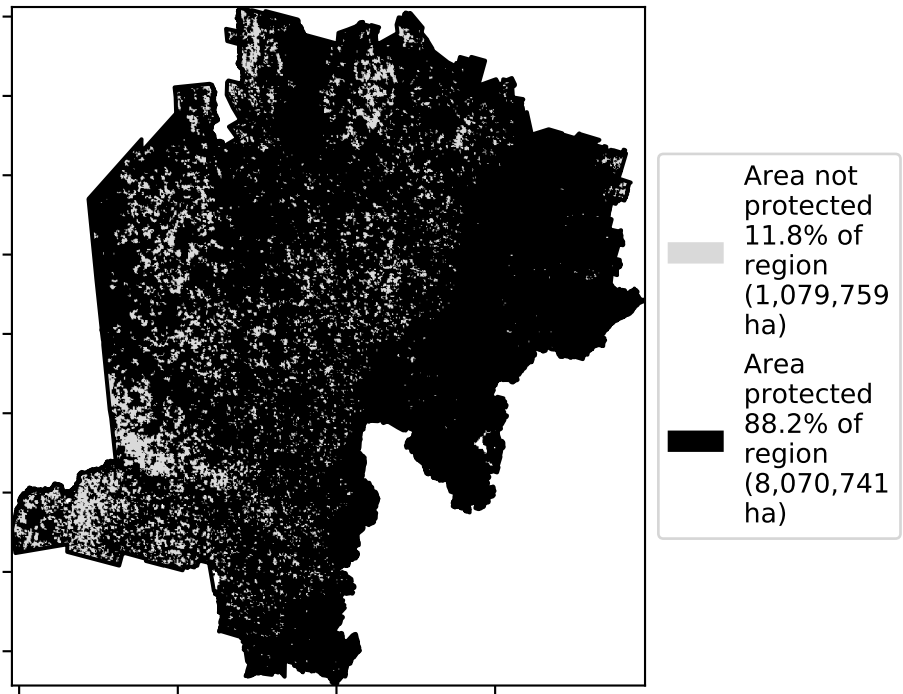 Area not
protected
11.8% of
region
(1,079,759
ha)
Area
protected
88.2% of
region
(8,070,741
ha)